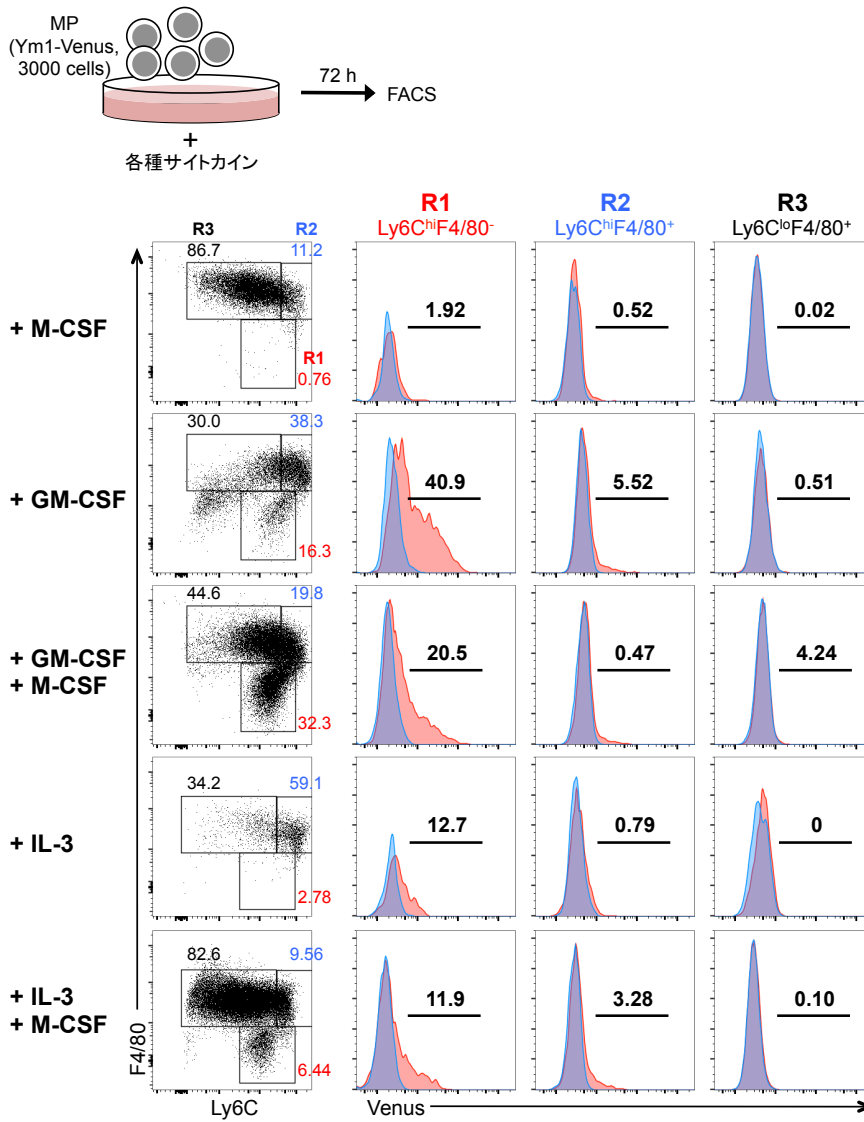 MP
(Ym1-Venus,
3000 cells)
72 h
FACS
+
各種サイトカイン
R1
Ly6ChiF4/80-
R2
Ly6ChiF4/80+
R3
Ly6CloF4/80+
R3
R2
86.7
11.2
R1
0.76
+ M-CSF
1.92
0.52
0.02
30.0
38.3
16.3
+ GM-CSF
40.9
5.52
0.51
44.6
19.8
32.3
+ GM-CSF
+ M-CSF
20.5
0.47
4.24
34.2
59.1
2.78
+ IL-3
12.7
0.79
0
82.6
9.56
6.44
+ IL-3
+ M-CSF
11.9
3.28
0.10
F4/80
Ly6C
Venus